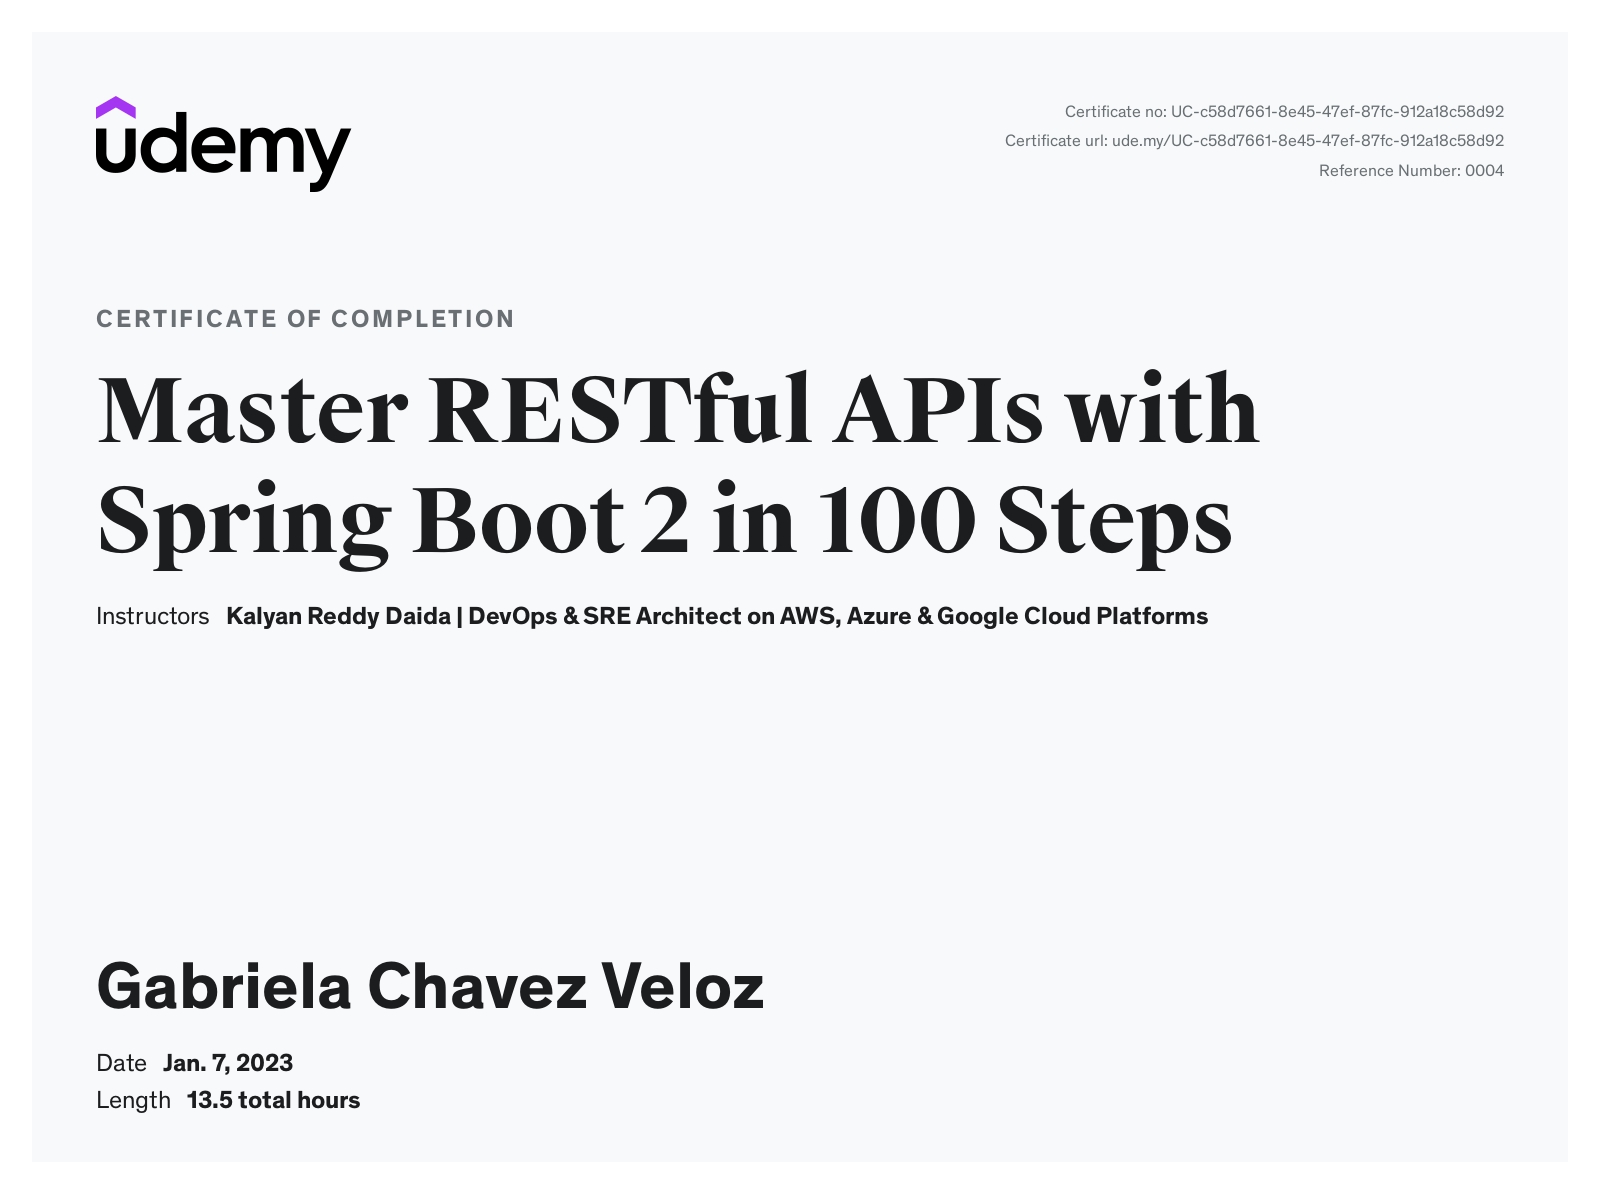 udemy
Certificate no: UC-c58d7661-8e45-47ef-87fc-912a18c58d92
Certificate url: ude.my/UC-c58d7661-8e45-47ef-87fc-912a18c58d92
Reference Number: 0004
CERTIFICATE OF COMPLETION
Master RESTful APIs with
Spring Boot 2 in 100 Steps
Instructors Kalyan Reddy Daida | DevOps & SRE Architect on AWS, Azure & Google Cloud Platforms
Gabriela Chavez Veloz
Date Jan. 7, 2023
Length 13.5 total hours